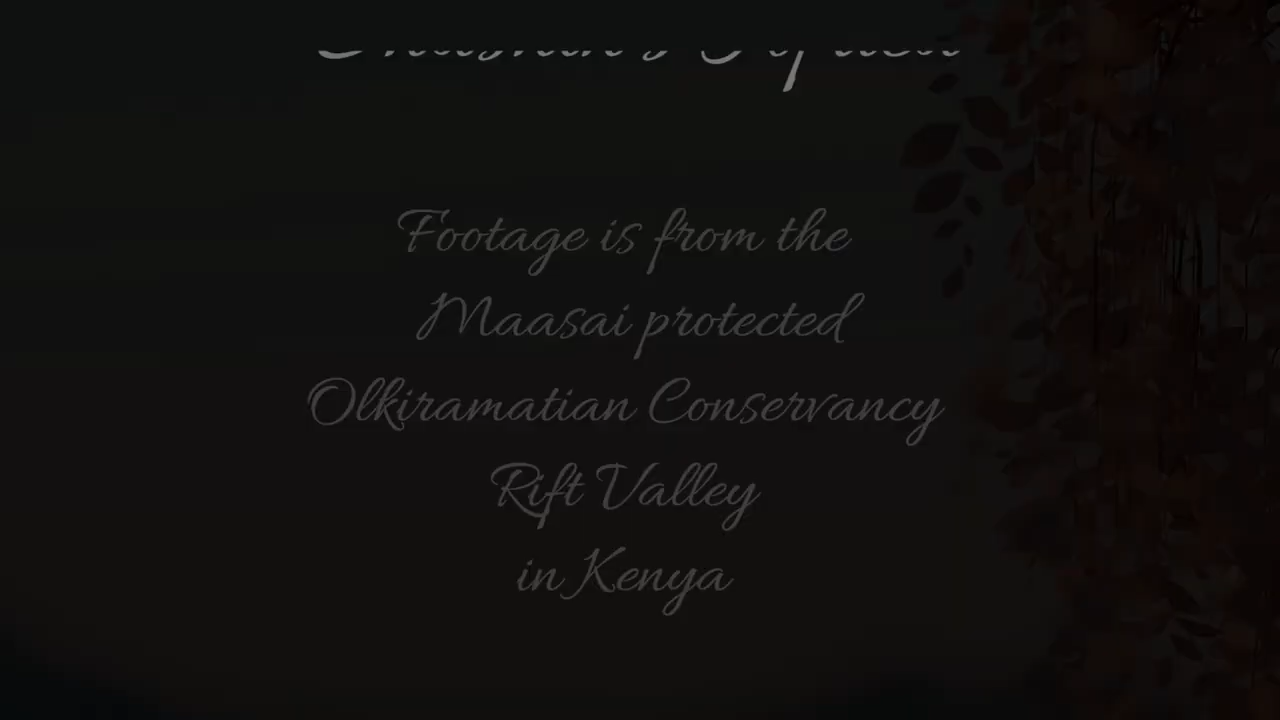 Footage is from the
Maasai protected
Olkiramatian Conservancy
Rift Valley
in Kenya